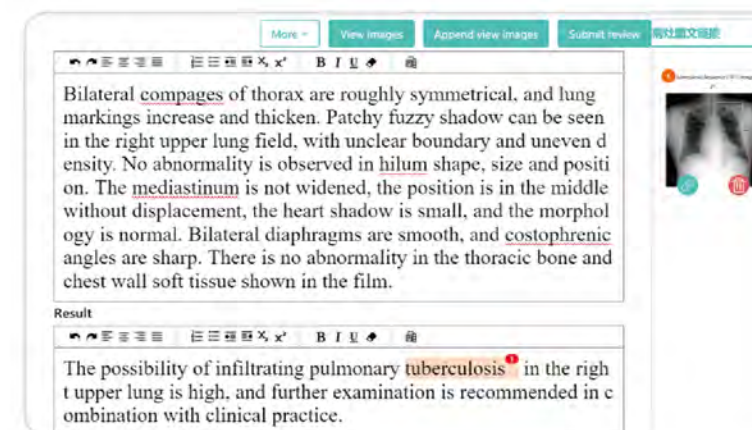 More
View images
Append view images
Submit review
病灶图文链接
B I U
Bilateral compages of thorax are roughly symmetrical, and lung
markings increase and thicken. Patchy fuzzy shadow can be seen
in the right upper lung field, with unclear boundary and uneven d
ensity. No abnormality is observed in hilum shape, size and positi
on. The mediastinum is not widened, the position is in the middle
without displacement, the heart shadow is small, and the morphol
ogy is normal. Bilateral diaphragms are smooth, and costophrenic
angles are sharp. There is no abnormality in the thoracic bone and
chest wall soft tissue shown in the film.
Result
B I U
The possibility of infiltrating pulmonary tuberculosis in the righ
t upper lung is high, and further examination is recommended in c
ombination with clinical practice.